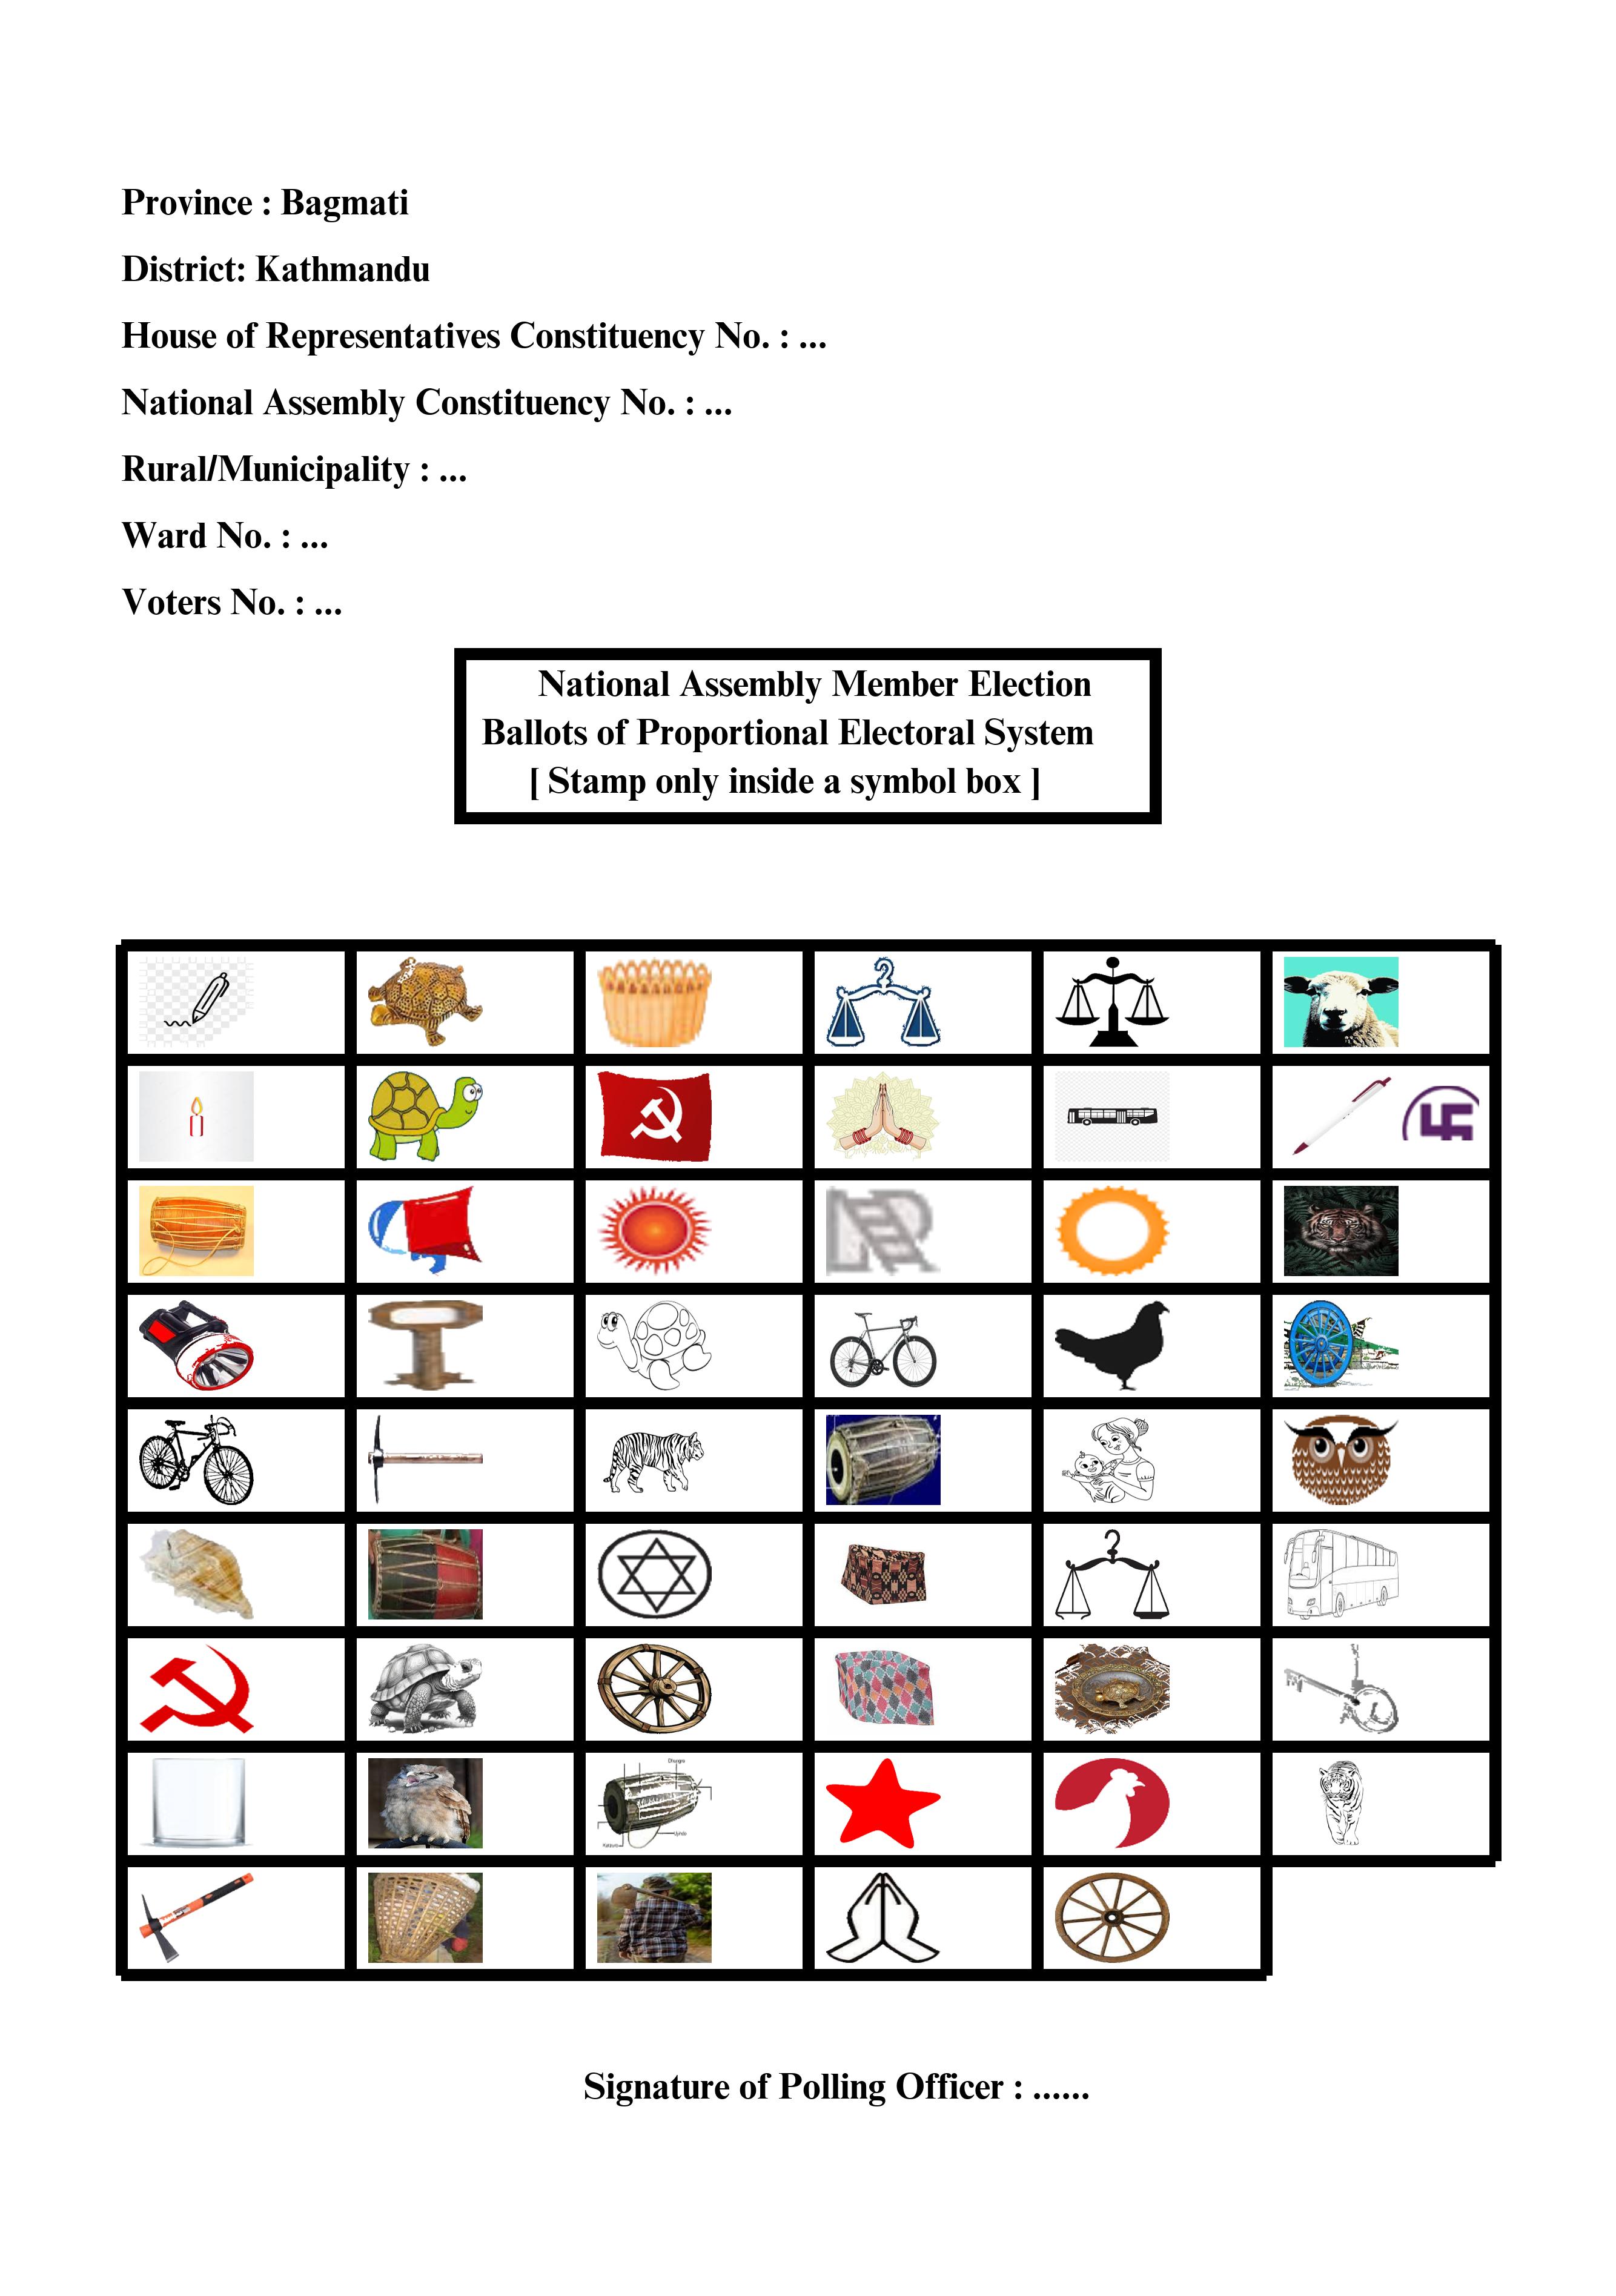 Province : Bagmati
District: Kathmandu
House of Representatives Constituency No. : ...
National Assembly Constituency No. : ...
Rural/Municipality : ...
Ward No. : ...
Voters No. : ...
National Assembly Member Election
Ballots of Proportional Electoral System
[ Stamp only inside a symbol box ]
Signature of Polling Officer : ......